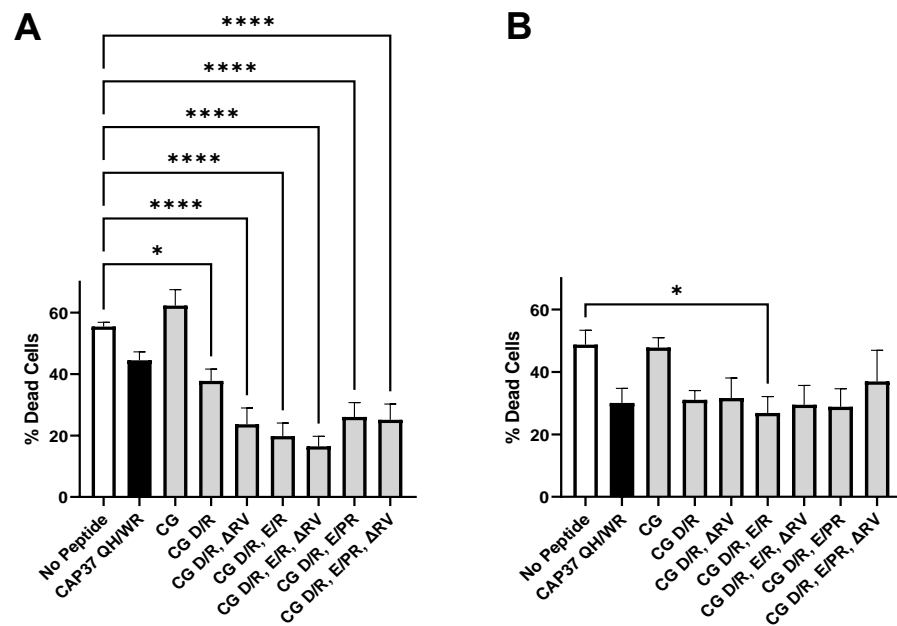 A
B
****
****
****
****
****
*
*
% Dead Cells
60
40
20
0
No Peptide
CAP37 QH/WR
CG
CG D/R
CG D/R, ΔRV
CG D/R, E/R
CG D/R, E/R, ΔRV
CG D/R, E/PR
CG D/R, E/PR, ΔRV
% Dead Cells
60
40
20
0
No Peptide
CAP37 QH/WR
CG
CG D/R
CG D/R, ΔRV
CG D/R, E/R
CG D/R, E/R, ΔRV
CG D/R, E/PR
CG D/R, E/PR, ΔRV